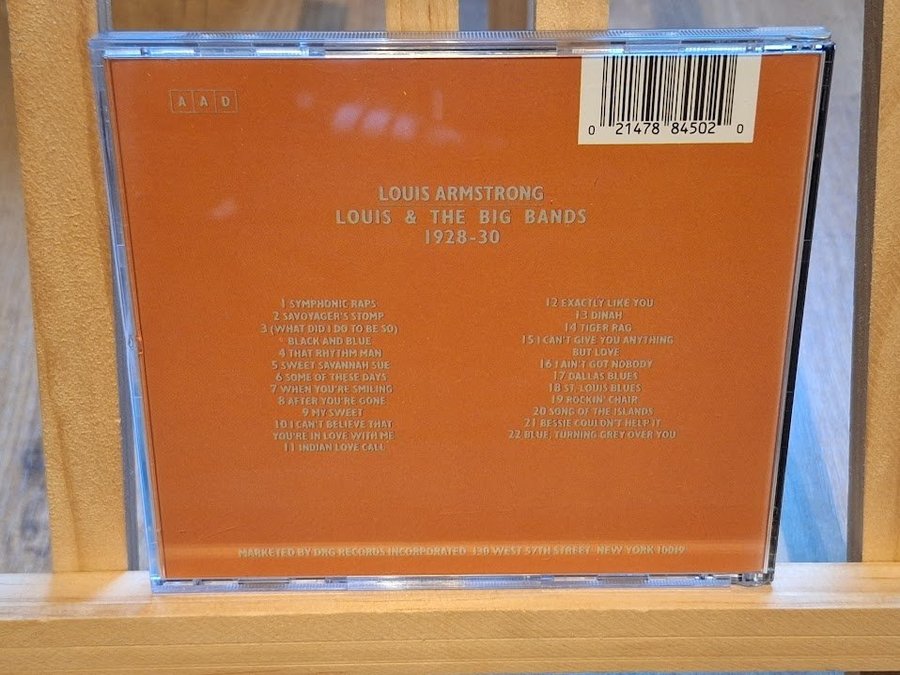 AAD
0 21478 84502 0
LOUIS ARMSTRONG
LOUIS & THE BIG BANDS
1928-30
1 SYMPHONIC RAPS
2 SAVOYAGER'S STOMP
3 (WHAT DID I DO TO BE SO)
BLACK AND BLUE
4 THAT RHYTHM MAN
5 SWEET SAVANNAH SUE
6 SOME OF THESE DAYS
7 WHEN YOU'RE SMILING
8 AFTER YOU'RE GONE
9 MY SWEET
10 I CAN'T BELIEVE THAT
YOU'RE IN LOVE WITH ME
11 INDIAN LOVE CALL
12 EXACTLY LIKE YOU
13 DINAH
14 TIGER RAG
15 I CAN'T GIVE YOU ANYTHING
BUT LOVE
16 I AIN'T GOT NOBODY
17 DALLAS BLUES
18 ST. LOUIS BLUES
19 ROCKIN' CHAIR
20 SONG OF THE ISLANDS
21 BESSIE COULDN'T HELP IT
22 BLUE, TURNING GREY OVER YOU
MARKETED BY DRG RECORDS INCORPORATED 130 WEST 57TH STREET NEW YORK 10019